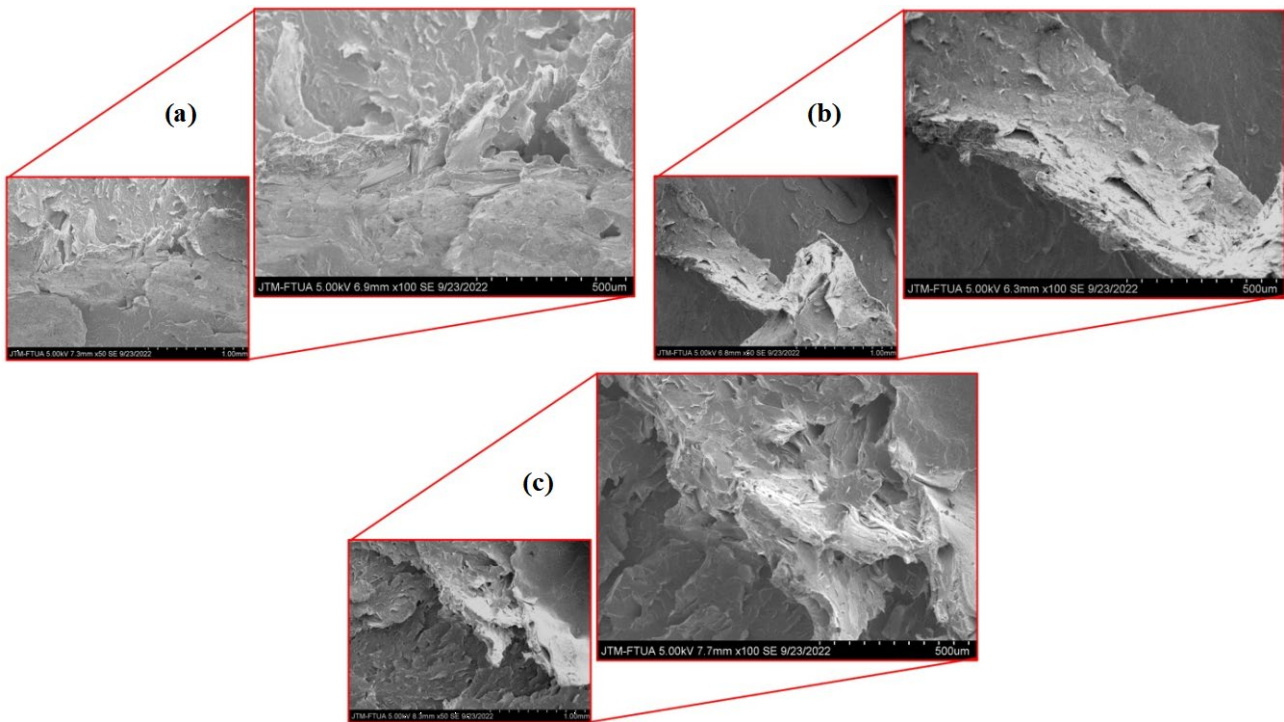 (a)
JTM-FTUA 5.00kV 6.9mm x100 SE 9/23/2022 500um
JTM-FTUA 5.00kV 7.3mm x50 SE 9/23/2022 1.00mm
(b)
JTM-FTUA 5.00kV 6.3mm x100 SE 9/23/2022 500um
JTM-FTUA 5.00kV 6.8mm x50 SE 9/23/2022 1.00mm
(c)
JTM-FTUA 5.00kV 7.7mm x100 SE 9/23/2022 500um
JTM-FTUA 5.00kV 8.3mm x50 SE 9/23/2022 1.00mm